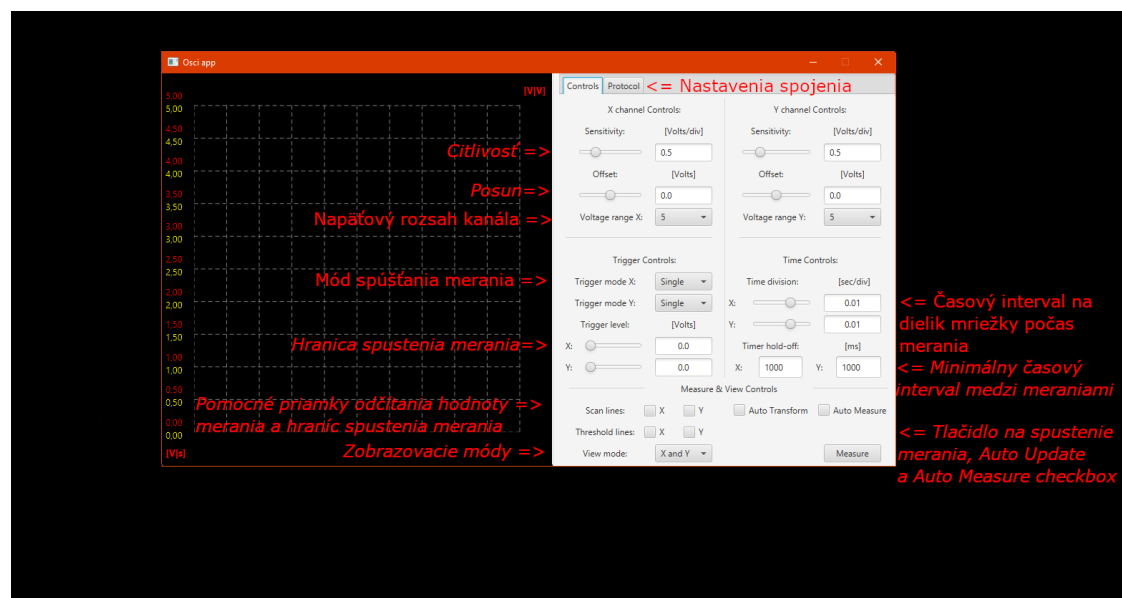 Osci app
[V|V]
Controls Protocol <= Nastavenia spojenia
5,00
5,00
4,50
4,50
4,00
4,00
3,50
3,50
3,00
3,00
2,50
2,50
2,00
2,00
1,50
1,50
1,00
1,00
0,50
0,50
0,00
0,00
[V|s]
X channel Controls: Y channel Controls:
Sensitivity: [Volts/div] Sensitivity: [Volts/div]
Citlivosť => 0.5 0.5
Offset: [Volts] Offset: [Volts]
Posun=> 0.0 0.0
Napäťový rozsah kanála => Voltage range X: 5 Voltage range Y: 5
Trigger Controls: Time Controls:
Mód spúšťania merania => Trigger mode X: Single Time division: [sec/div]
Trigger mode Y: Single X: 0.01 <= Časový interval na
Trigger level: [Volts] Y: 0.01 dielik mriežky počas
merania
Hranica spustenia merania=> X: 0.0 Timer hold-off: [ms]
Y: 0.0 X: 1000 Y: 1000 <= Minimálny časový
interval medzi meraniami
Measure & View Controls
Pomocné priamky odčítania hodnoty =>
merania a hraníc spustenia merania
Scan lines: X Y Auto Transform Auto Measure
Threshold lines: X Y
Zobrazovacie módy => View mode: X and Y Measure
<= Tlačidlo na spustenie
merania, Auto Update
a Auto Measure checkbox